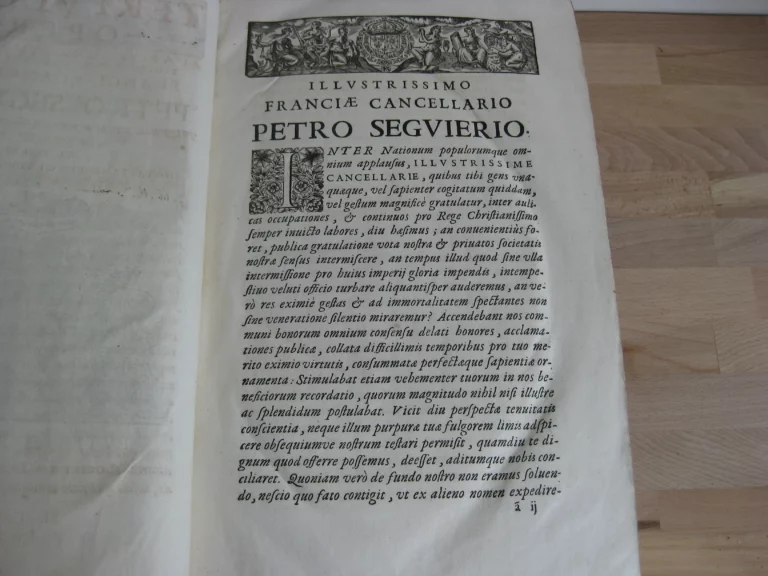 ILLVSTRISSIMO
FRANCIÆ CANCELLARIO
PETRO SEGVIERIO.
INTER Nationum populorumque om-
nium applausus, ILLVSTRISSIME
CANCELLARIE, quibus tibi gens vna-
quæque, vel sapienter cogitatum quiddam,
vel gestum magnificè gratulatur, inter auli-
cas occupationes, & continuos pro Rege Christianissimo
semper inuicto labores, diu hæsimus; an conuenientiùs fo-
ret, publica gratulatione vota nostra & priuatos societatis
nostræ sensus intermiscere, an tempus illud quod sine vlla
intermissione pro huius imperij gloria impendis, intempe-
stiuo veluti officio turbare aliquantisper auderemus, an ve-
rò res eximiè gestas & ad immortalitatem spectantes non
sine veneratione silentio miraremur? Accendebant nos com-
muni bonorum omnium consensu delati honores, acclama-
tiones publicæ, collata difficillimis temporibus pro tuo me-
rito eximio virtutis, consummatæ perfectæque sapientiæ or-
namenta: Stimulabat etiam vehementer tuorum in nos be-
neficiorum recordatio, quorum magnitudo nihil nisi illustre
ac splendidum postulabat. Vicit diu perspectæ tenuitatis
conscientia, neque illum purpuræ tuæ fulgorem limis adspi-
cere obsequiumve nostrum testari permisit, quamdiu te di-
gnum quod offerre possemus, deesset, aditumque nobis con-
ciliaret. Quoniam verò de fundo nostro non eramus soluen-
do, nescio quo fato contigit, vt ex alieno nomen expedire-
ã ij